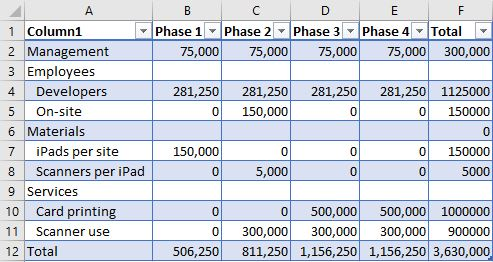 A B C D E F
1 Column1 Phase 1 Phase 2 Phase 3 Phase 4 Total
2 Management 75,000 75,000 75,000 75,000 300,000
3 Employees
4 Developers 281,250 281,250 281,250 281,250 1125000
5 On-site 0 150,000 0 0 150000
6 Materials 0
7 iPads per site 150,000 0 0 0 150000
8 Scanners per iPad 0 5,000 0 0 5000
9 Services
10 Card printing 0 0 500,000 500,000 1000000
11 Scanner use 0 300,000 300,000 300,000 900000
12 Total 506,250 811,250 1,156,250 1,156,250 3,630,000